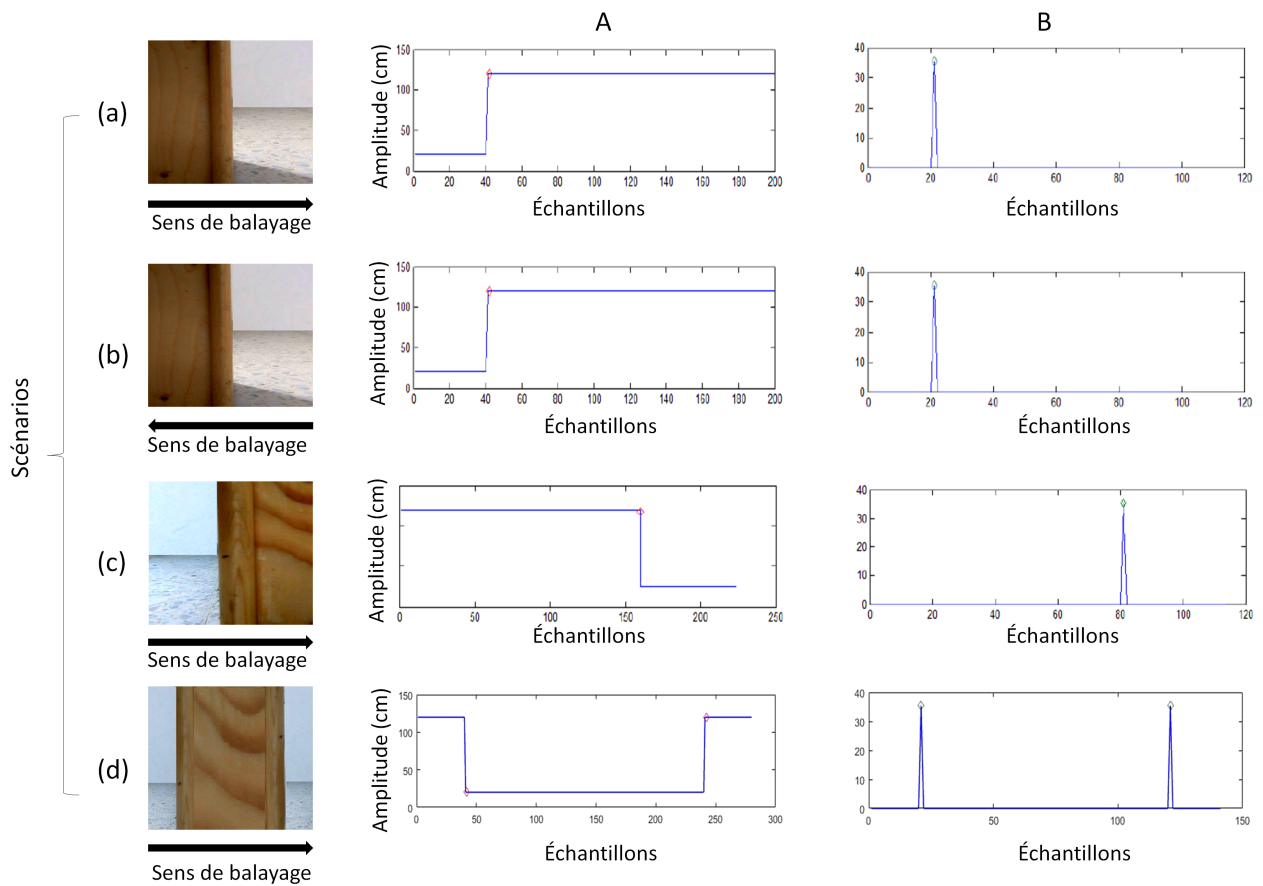 A
B
Scénarios
(a)
Sens de balayage
Amplitude (cm)
150
100
50
0
0 20 40 60 80 100 120 140 160 180 200
Échantillons
40
30
20
10
0
0 20 40 60 80 100 120
Échantillons
(b)
Sens de balayage
Amplitude (cm)
150
100
50
0
0 20 40 60 80 100 120 140 160 180 200
Échantillons
40
30
20
10
0
0 20 40 60 80 100 120
Échantillons
(c)
Sens de balayage
Amplitude (cm)
0 50 100 150 200 250
Échantillons
40
30
20
10
0
0 20 40 60 80 100 120
Échantillons
(d)
Sens de balayage
Amplitude (cm)
150
100
50
0
0 50 100 150 200 250 300
Échantillons
40
30
20
10
0
0 50 100 150
Échantillons